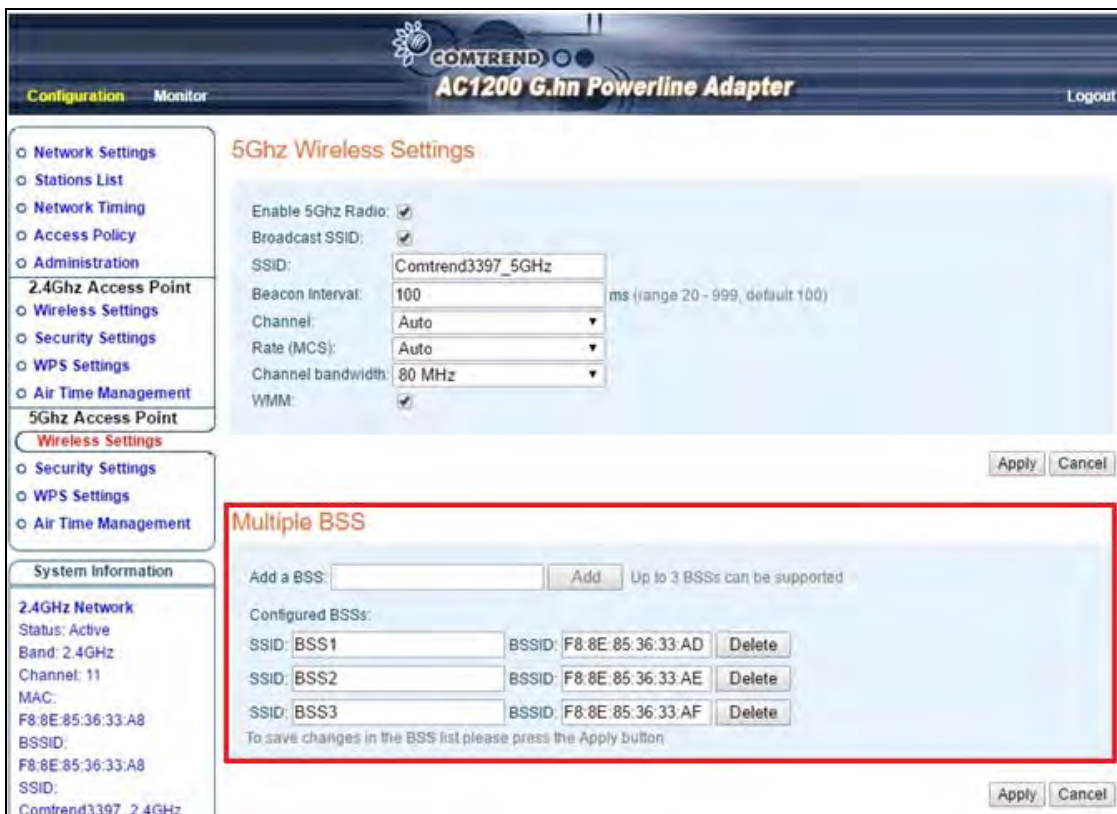 COMTREND
AC1200 G.hn Powerline Adapter
Configuration Monitor Logout
Network Settings
Stations List
Network Timing
Access Policy
Administration
2.4Ghz Access Point
Wireless Settings
Security Settings
WPS Settings
Air Time Management
5Ghz Access Point
Wireless Settings
Security Settings
WPS Settings
Air Time Management
System Information
2.4GHz Network
Status: Active
Band: 2.4GHz
Channel: 11
MAC:
F8:8E:85:36:33:A8
BSSID:
F8:8E:85:36:33:A8
SSID:
Comtrend3397_2.4GHz
5Ghz Wireless Settings
Enable 5Ghz Radio:
Broadcast SSID:
SSID: Comtrend3397_5GHz
Beacon Interval: 100 ms (range 20 - 999, default 100)
Channel: Auto
Rate (MCS): Auto
Channel bandwidth: 80 MHz
WMM:
Apply Cancel
Multiple BSS
Add a BSS: Add Up to 3 BSSs can be supported
Configured BSSs:
SSID: BSS1 BSSID: F8:8E:85:36:33:AD Delete
SSID: BSS2 BSSID: F8:8E:85:36:33:AE Delete
SSID: BSS3 BSSID: F8:8E:85:36:33:AF Delete
To save changes in the BSS list please press the Apply button
Apply Cancel